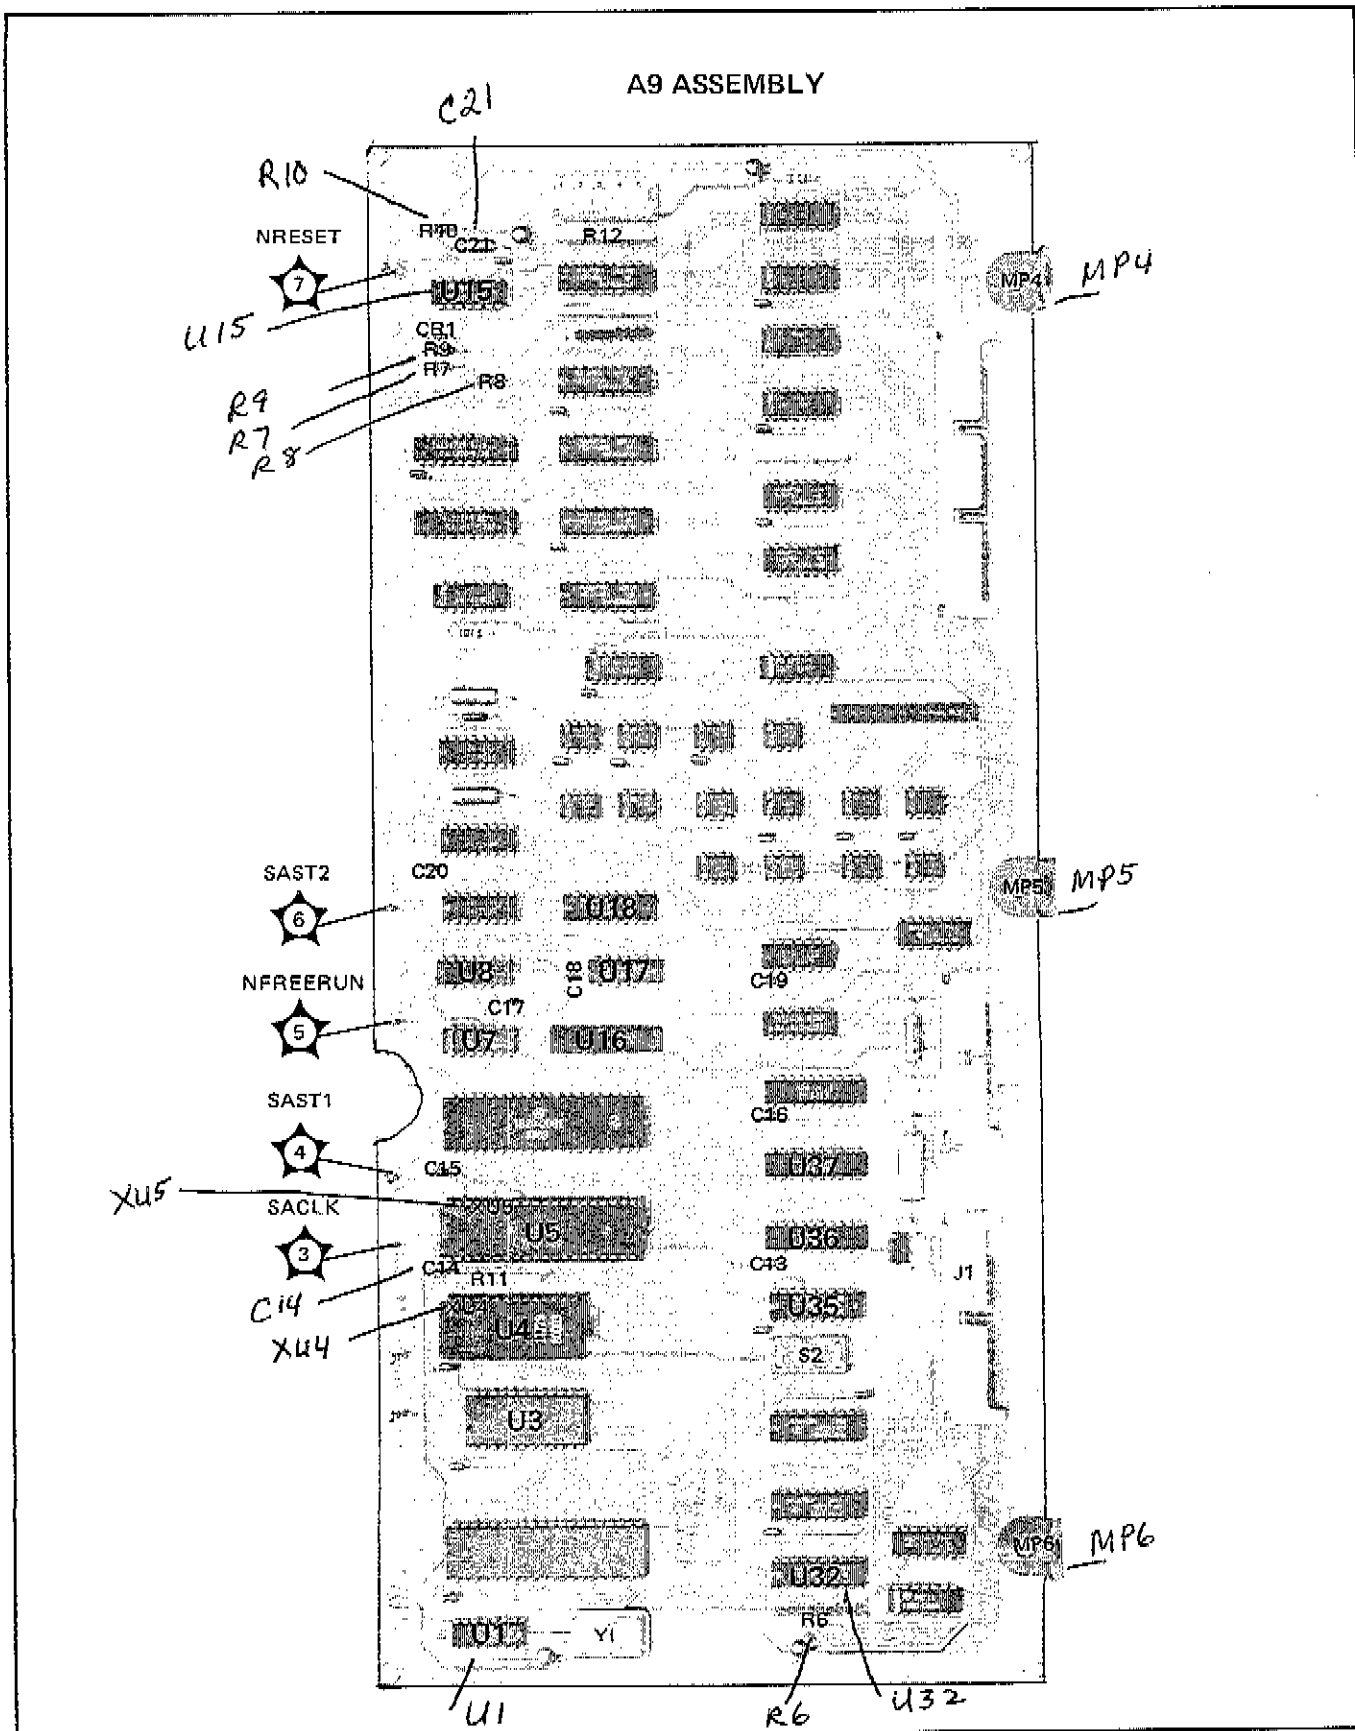 A9 ASSEMBLY
C21
R10
R10
C21
R12
NRESET
7
U15
MP4
MP4
U15
CR1
R9
R7
R8
R9
R7
R8
SAST2
C20
MP5
MP5
6
U18
U8
C18
U17
C19
NFREERUN
C17
5
U7
U16
SAST1
C16
4
C15
U37
XU5
XU5
U5
SACLK
3
U36
C14
C13
R11
J1
C14
XU4
U4
U35
XU4
S2
U3
MP6
MP6
U32
R6
U1
Y1
U1
R6
U32